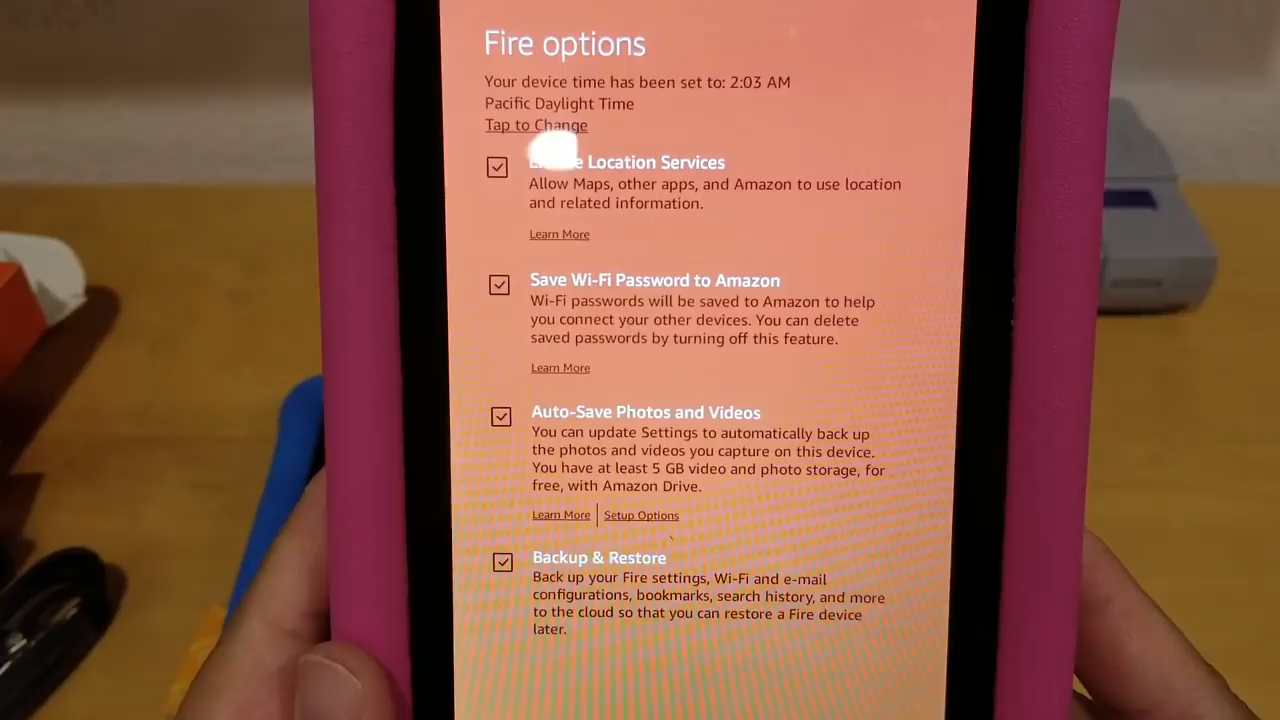 Fire options
Your device time has been set to: 2:03 AM
Pacific Daylight Time
Tap to Change
Location Services
Allow Maps, other apps, and Amazon to use location
and related information.
Learn More
Save Wi-Fi Password to Amazon
Wi-Fi passwords will be saved to Amazon to help
you connect your other devices. You can delete
saved passwords by turning off this feature.
Learn More
Auto-Save Photos and Videos
You can update Settings to automatically back up
the photos and videos you capture on this device.
You have at least 5 GB video and photo storage, for
free, with Amazon Drive.
Learn More | Setup Options
Backup & Restore
Back up your Fire settings, Wi-Fi and e-mail
configurations, bookmarks, search history, and more
to the cloud so that you can restore a Fire device
later.